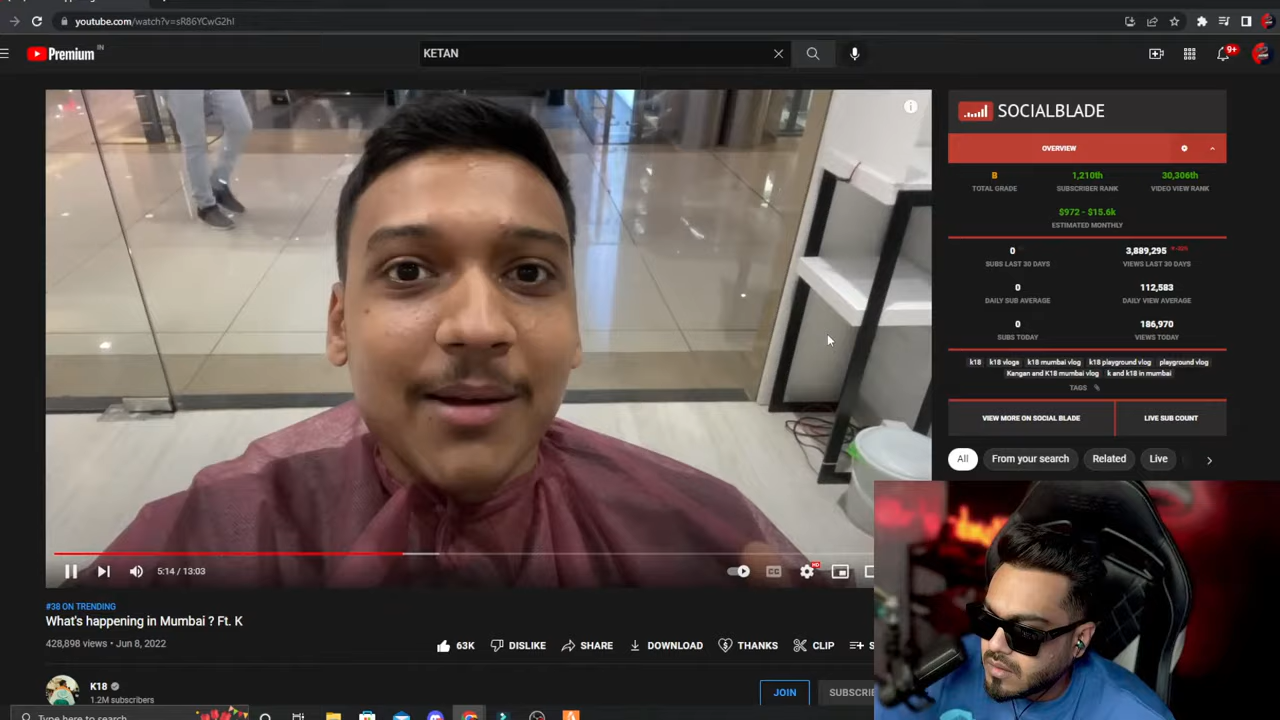 youtube.com/watch?v=sR86YCwG2hI
Premium IN
KETAN
9+
SOCIALBLADE
OVERVIEW
B 1,210th 30,306th
TOTAL GRADE SUBSCRIBER RANK VIDEO VIEW RANK
$972 - $15.6k
ESTIMATED MONTHLY
0 3,889,295
SUBS LAST 30 DAYS VIEWS LAST 30 DAYS
0 112,583
DAILY SUB AVERAGE DAILY VIEW AVERAGE
0 186,970
SUBS TODAY VIEWS TODAY
k18 k18 vloga k18 mumbai vlog k18 playground vlog playground vlog
Kangan and K18 mumbai vlog k and k18 in mumbai
TAGS
VIEW MORE ON SOCIAL BLADE LIVE SUB COUNT
All From your search Related Live
5:14 / 13:03 CC HD
#38 ON TRENDING
What's happening in Mumbai ? Ft. K
428,898 views • Jun 8, 2022
63K DISLIKE SHARE DOWNLOAD THANKS CLIP S
K18
1.2M subscribers
JOIN SUBSCRIBE
Type here to search